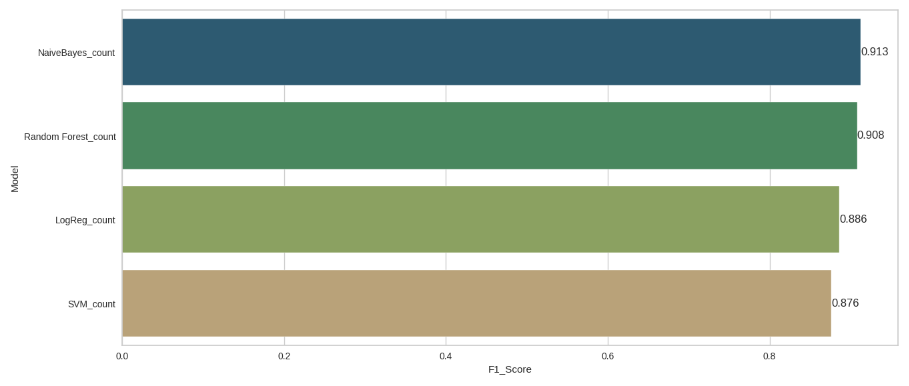 NaiveBayes_count
0.913
Random Forest_count
0.908
Model
LogReg_count
0.886
SVM_count
0.876
0.0 0.2 0.4 0.6 0.8
F1_Score